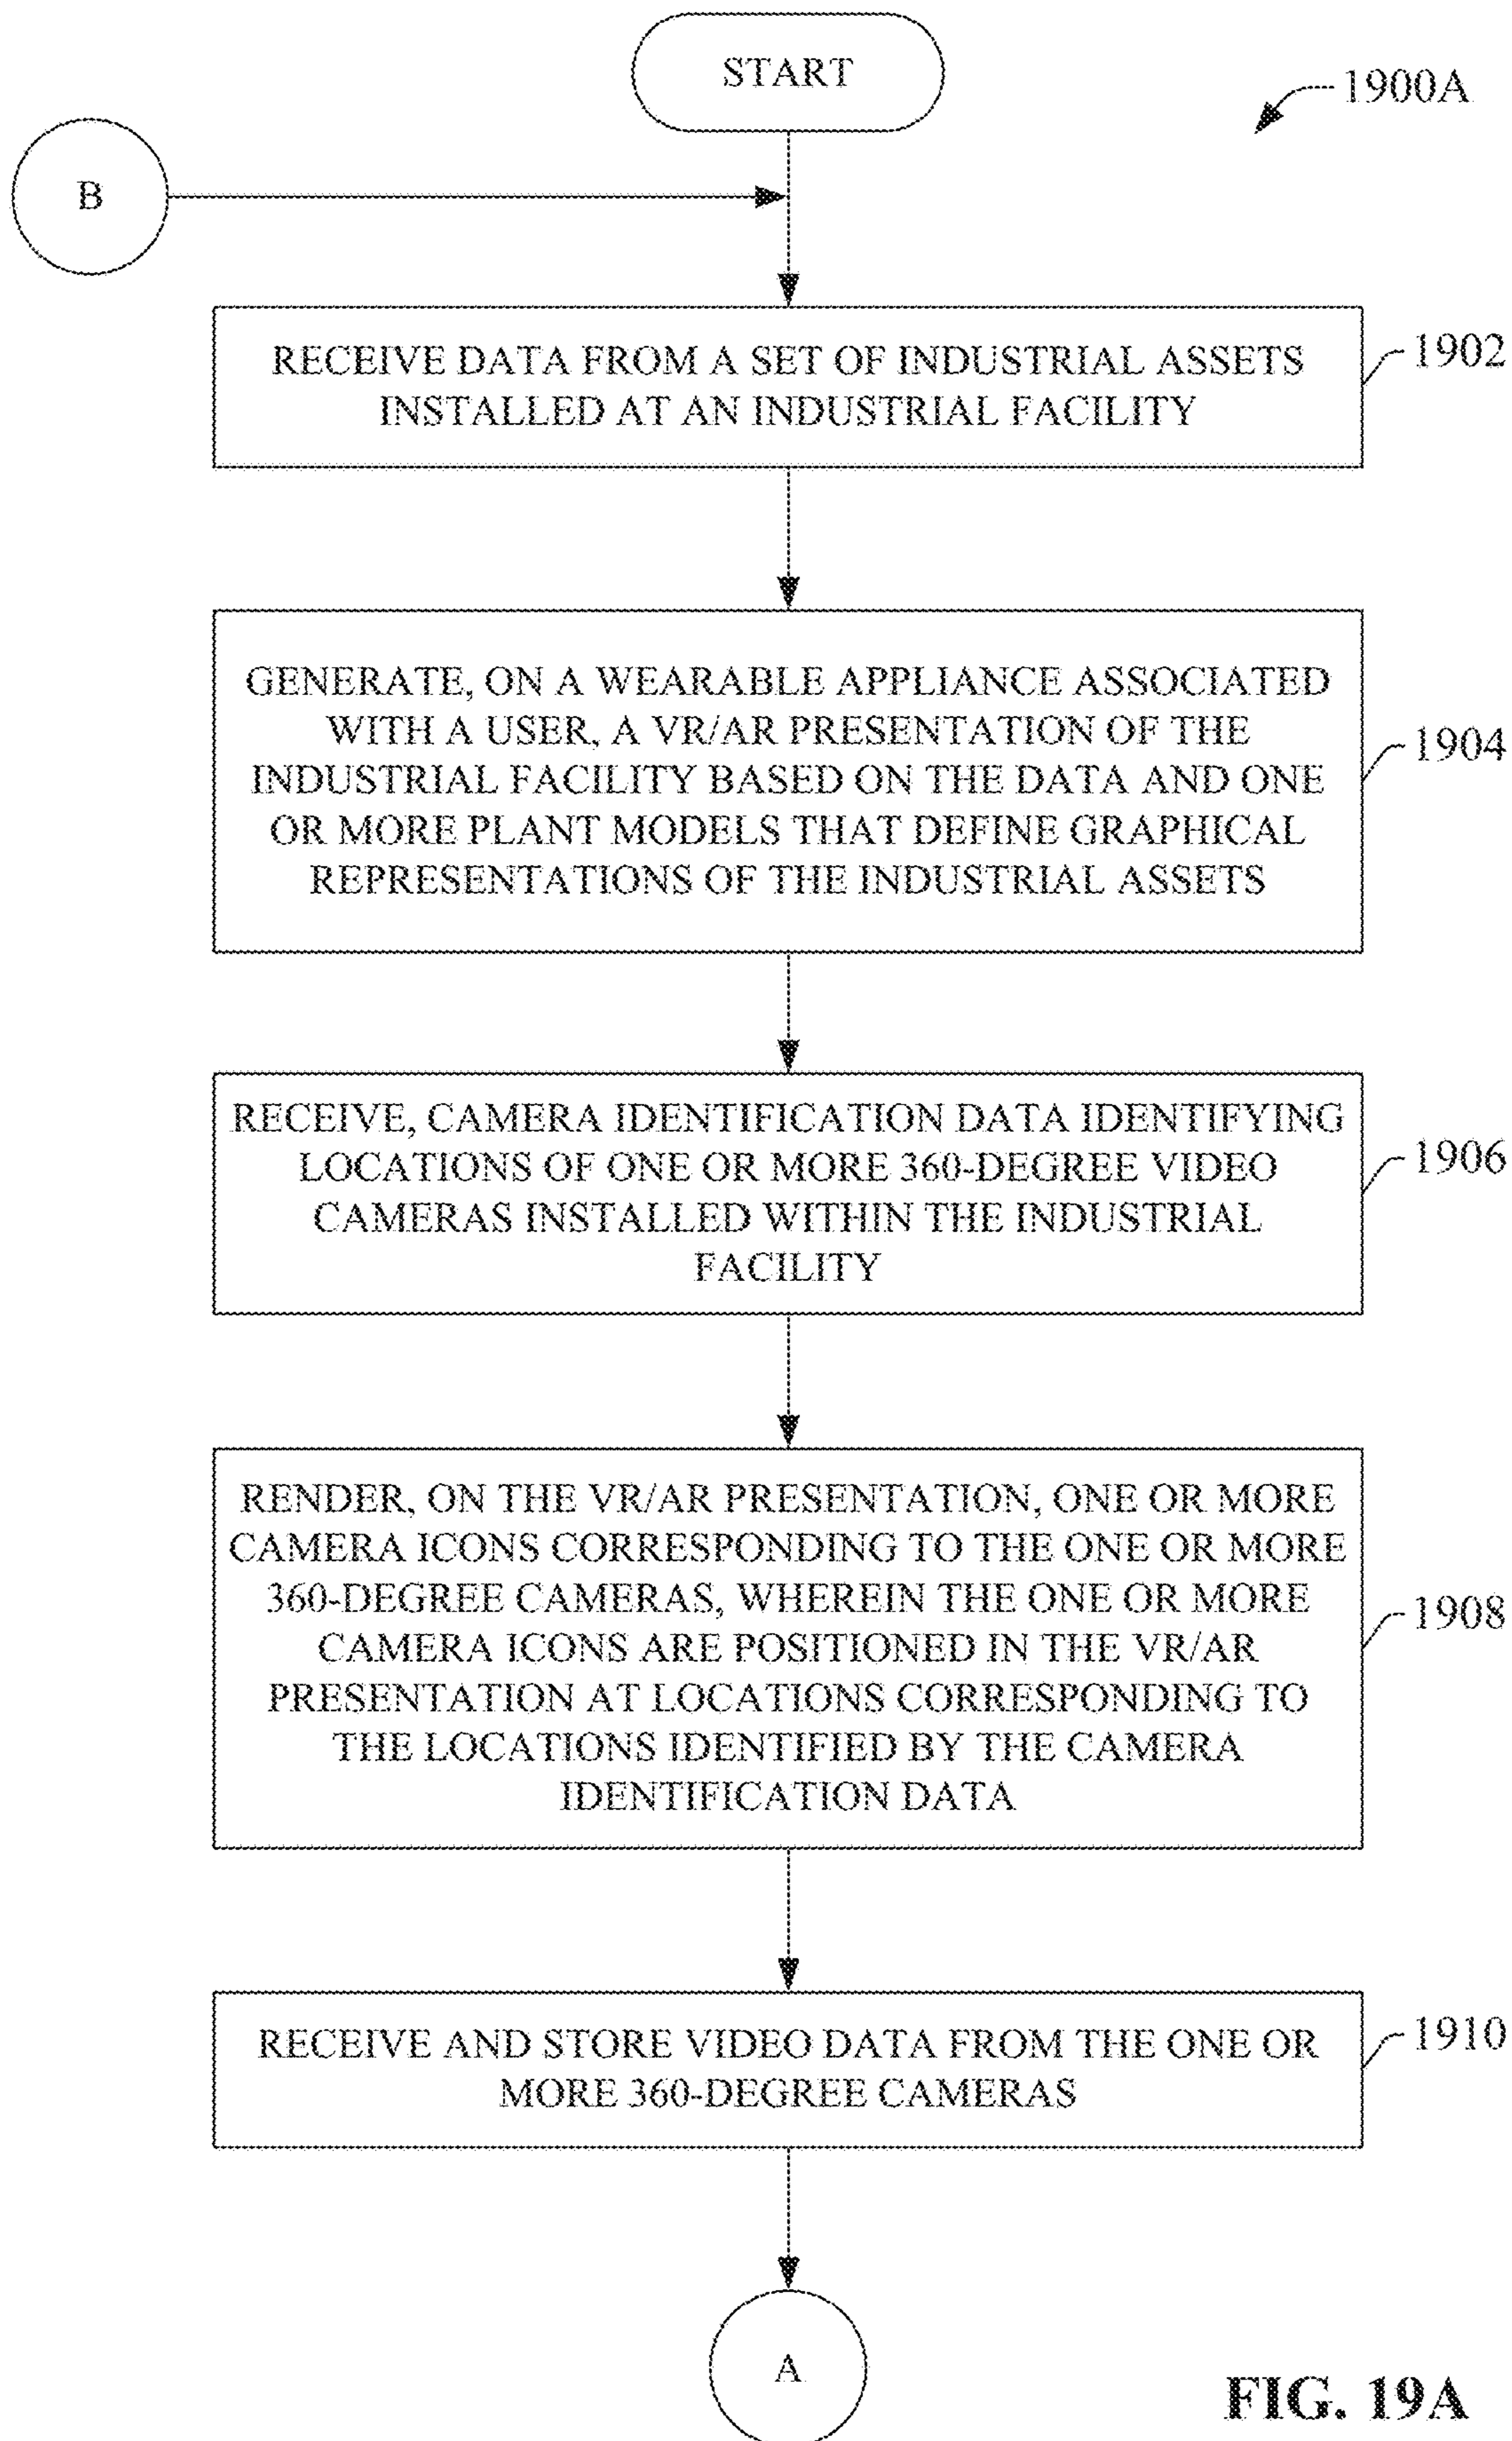 START
1900A
B
RECEIVE DATA FROM A SET OF INDUSTRIAL ASSETS
INSTALLED AT AN INDUSTRIAL FACILITY
1902
GENERATE, ON A WEARABLE APPLIANCE ASSOCIATED
WITH A USER, A VR/AR PRESENTATION OF THE
INDUSTRIAL FACILITY BASED ON THE DATA AND ONE
OR MORE PLANT MODELS THAT DEFINE GRAPHICAL
REPRESENTATIONS OF THE INDUSTRIAL ASSETS
1904
RECEIVE, CAMERA IDENTIFICATION DATA IDENTIFYING
LOCATIONS OF ONE OR MORE 360-DEGREE VIDEO
CAMERAS INSTALLED WITHIN THE INDUSTRIAL
FACILITY
1906
RENDER, ON THE VR/AR PRESENTATION, ONE OR MORE
CAMERA ICONS CORRESPONDING TO THE ONE OR MORE
360-DEGREE CAMERAS, WHEREIN THE ONE OR MORE
CAMERA ICONS ARE POSITIONED IN THE VR/AR
PRESENTATION AT LOCATIONS CORRESPONDING TO
THE LOCATIONS IDENTIFIED BY THE CAMERA
IDENTIFICATION DATA
1908
RECEIVE AND STORE VIDEO DATA FROM THE ONE OR
MORE 360-DEGREE CAMERAS
1910
A
FIG. 19A